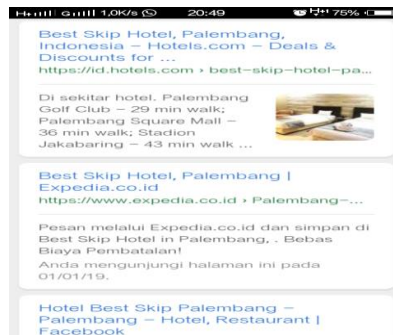 1,0K/s 20:49 75%
Best Skip Hotel, Palembang,
Indonesia – Hotels.com – Deals &
Discounts for ...
https://id.hotels.com › best-skip-hotel-pa...
Di sekitar hotel. Palembang
Golf Club – 29 min walk;
Palembang Square Mall –
36 min walk; Stadion
Jakabaring – 43 min walk ...
Best Skip Hotel, Palembang |
Expedia.co.id
https://www.expedia.co.id › Palembang-...
Pesan melalui Expedia.co.id dan simpan di
Best Skip Hotel in Palembang, . Bebas
Biaya Pembatalan!
Anda mengunjungi halaman ini pada
01/01/19.
Hotel Best Skip Palembang –
Palembang – Hotel, Restaurant |
Facebook